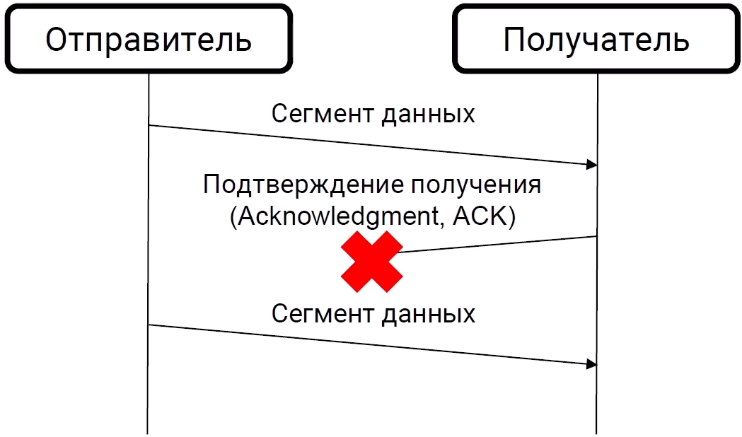 Отправитель
Получатель
Сегмент данных
Подтверждение получения
(Acknowledgment, ACK)
Сегмент данных